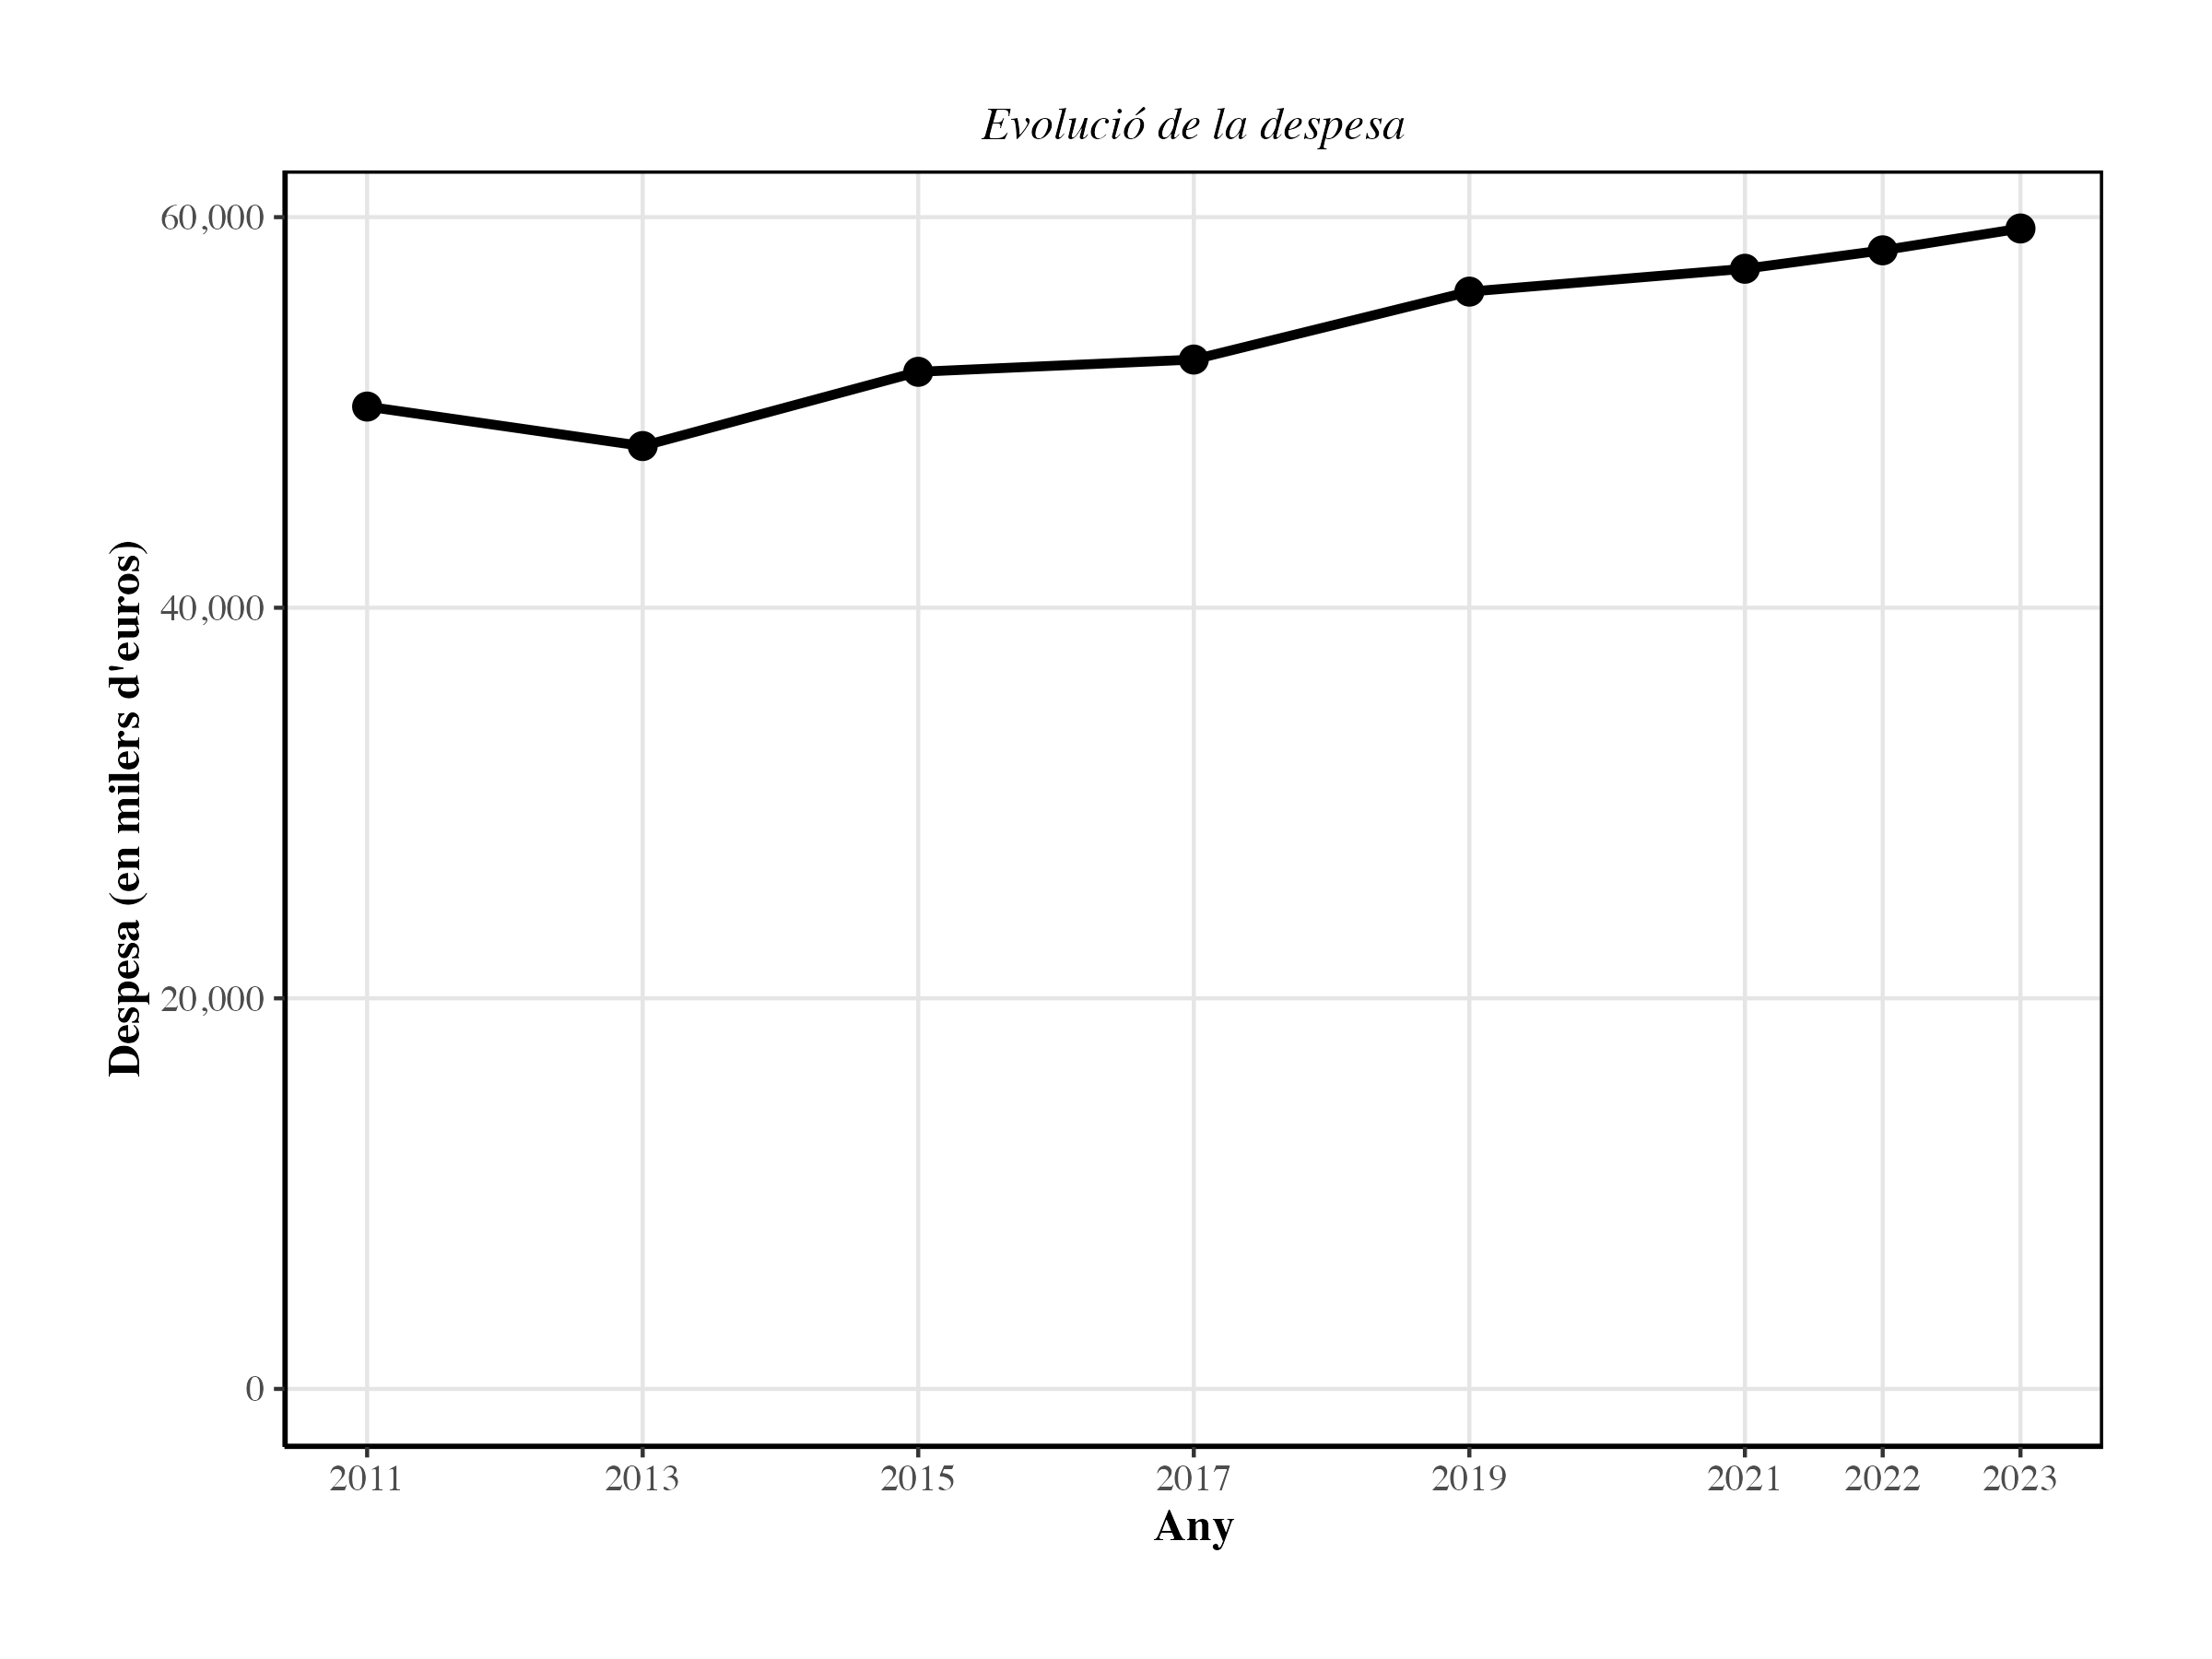 Evolució de la despesa
Despesa (en milers d'euros)
60,000
40,000
20,000
0
2011 2013 2015 2017 2019 2021 2022 2023
Any